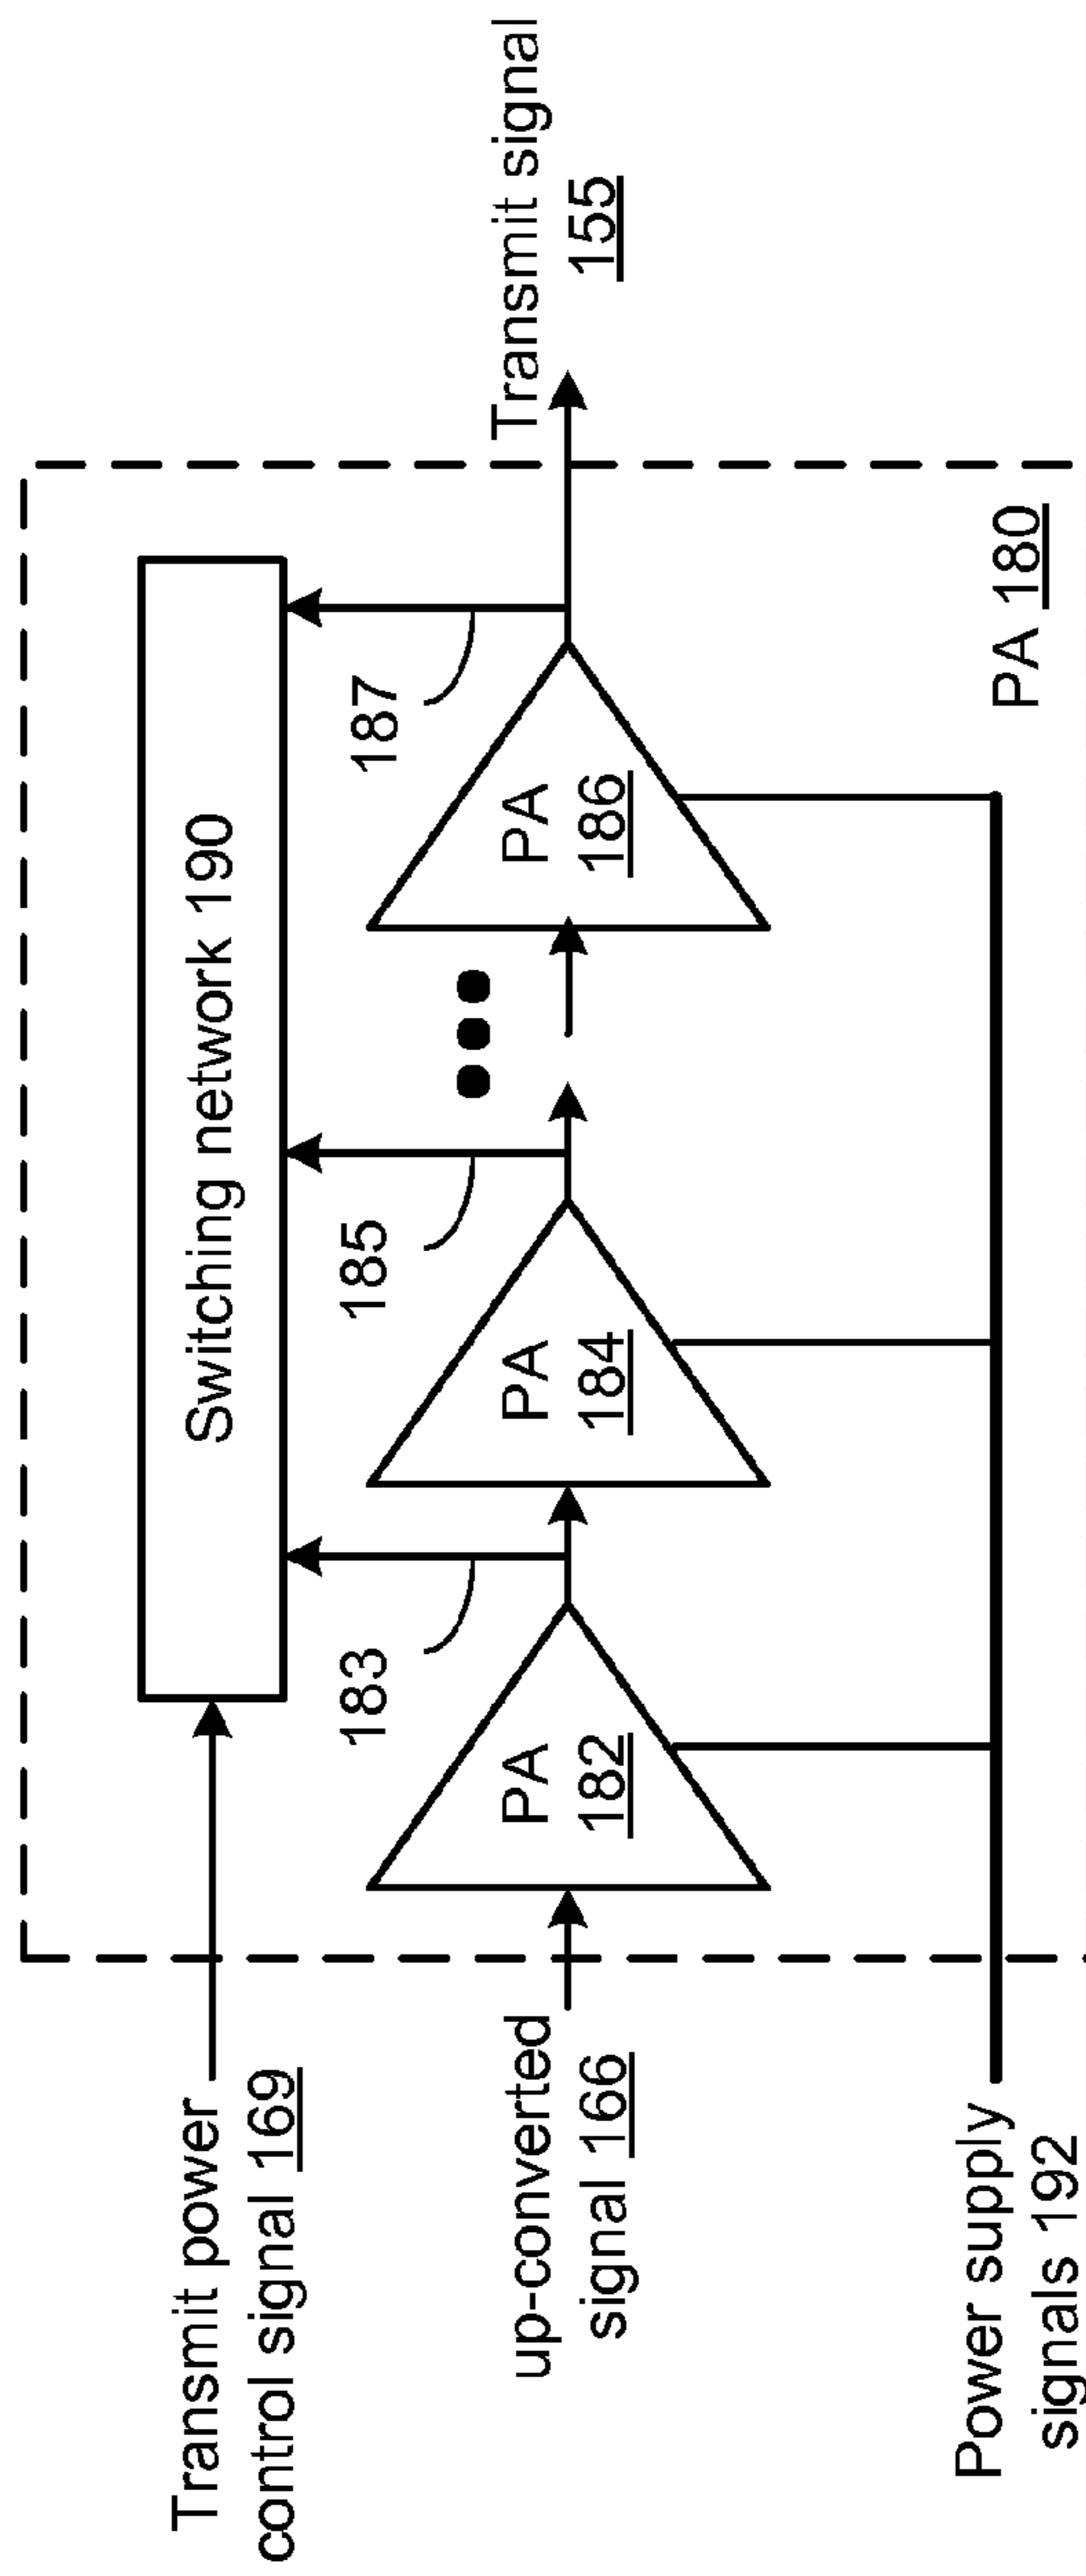 Transmit power
control signal 169
Switching network 190
183
185
187
up-converted
signal 166
PA
182
PA
184
PA
186
Transmit signal
155
Power supply
signals 192
PA 180